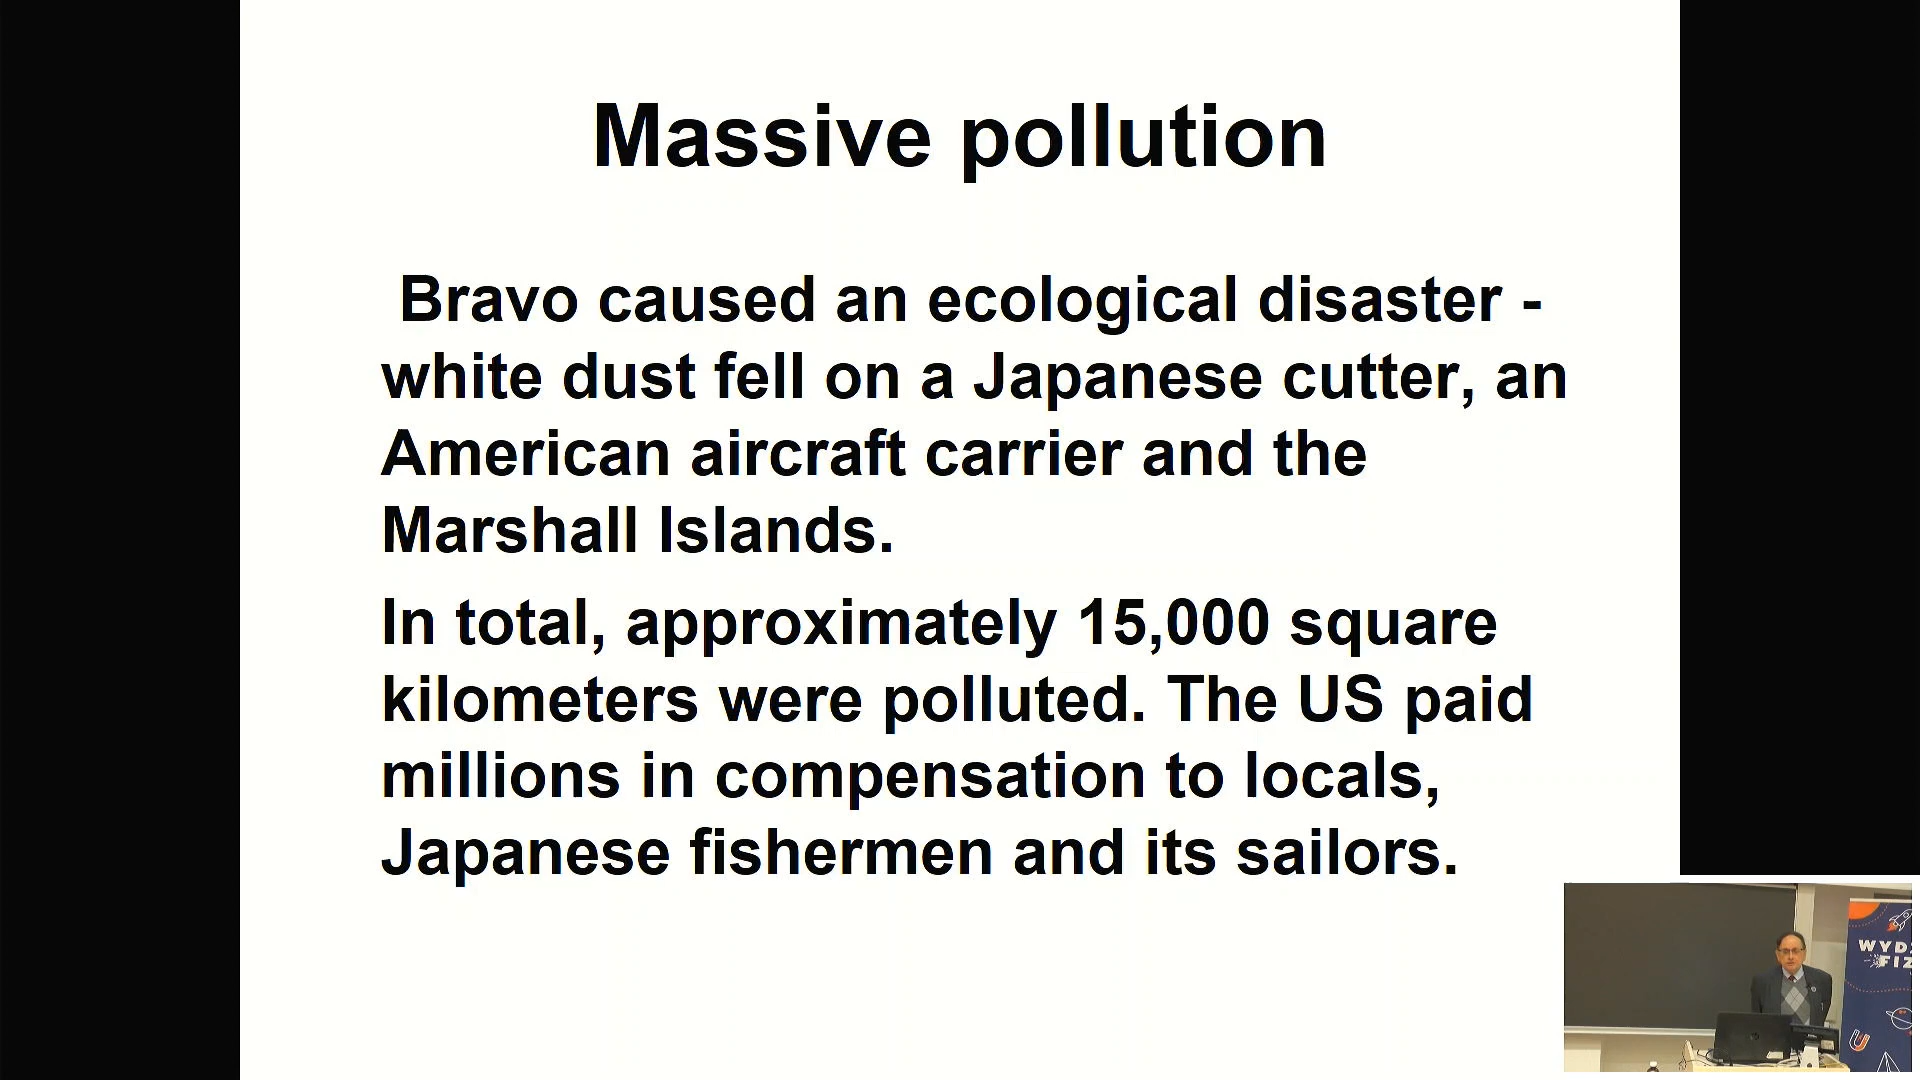 Massive pollution
Bravo caused an ecological disaster -
white dust fell on a Japanese cutter, an
American aircraft carrier and the
Marshall Islands.
In total, approximately 15,000 square
kilometers were polluted. The US paid
millions in compensation to locals,
Japanese fishermen and its sailors.
WYDZ
FIZ